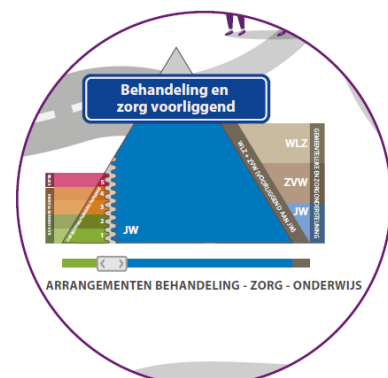 Behandeling en
zorg voorliggend
WLZ
ZVW
JW
WLZ + ZVW (VOORLIGGEND AAN JW)
GEMEENTELIJKE EN ZORGONDERSTEUNING
5
4
3
2
1
JW
ARRANGEMENTEN BEHANDELING - ZORG - ONDERWIJS